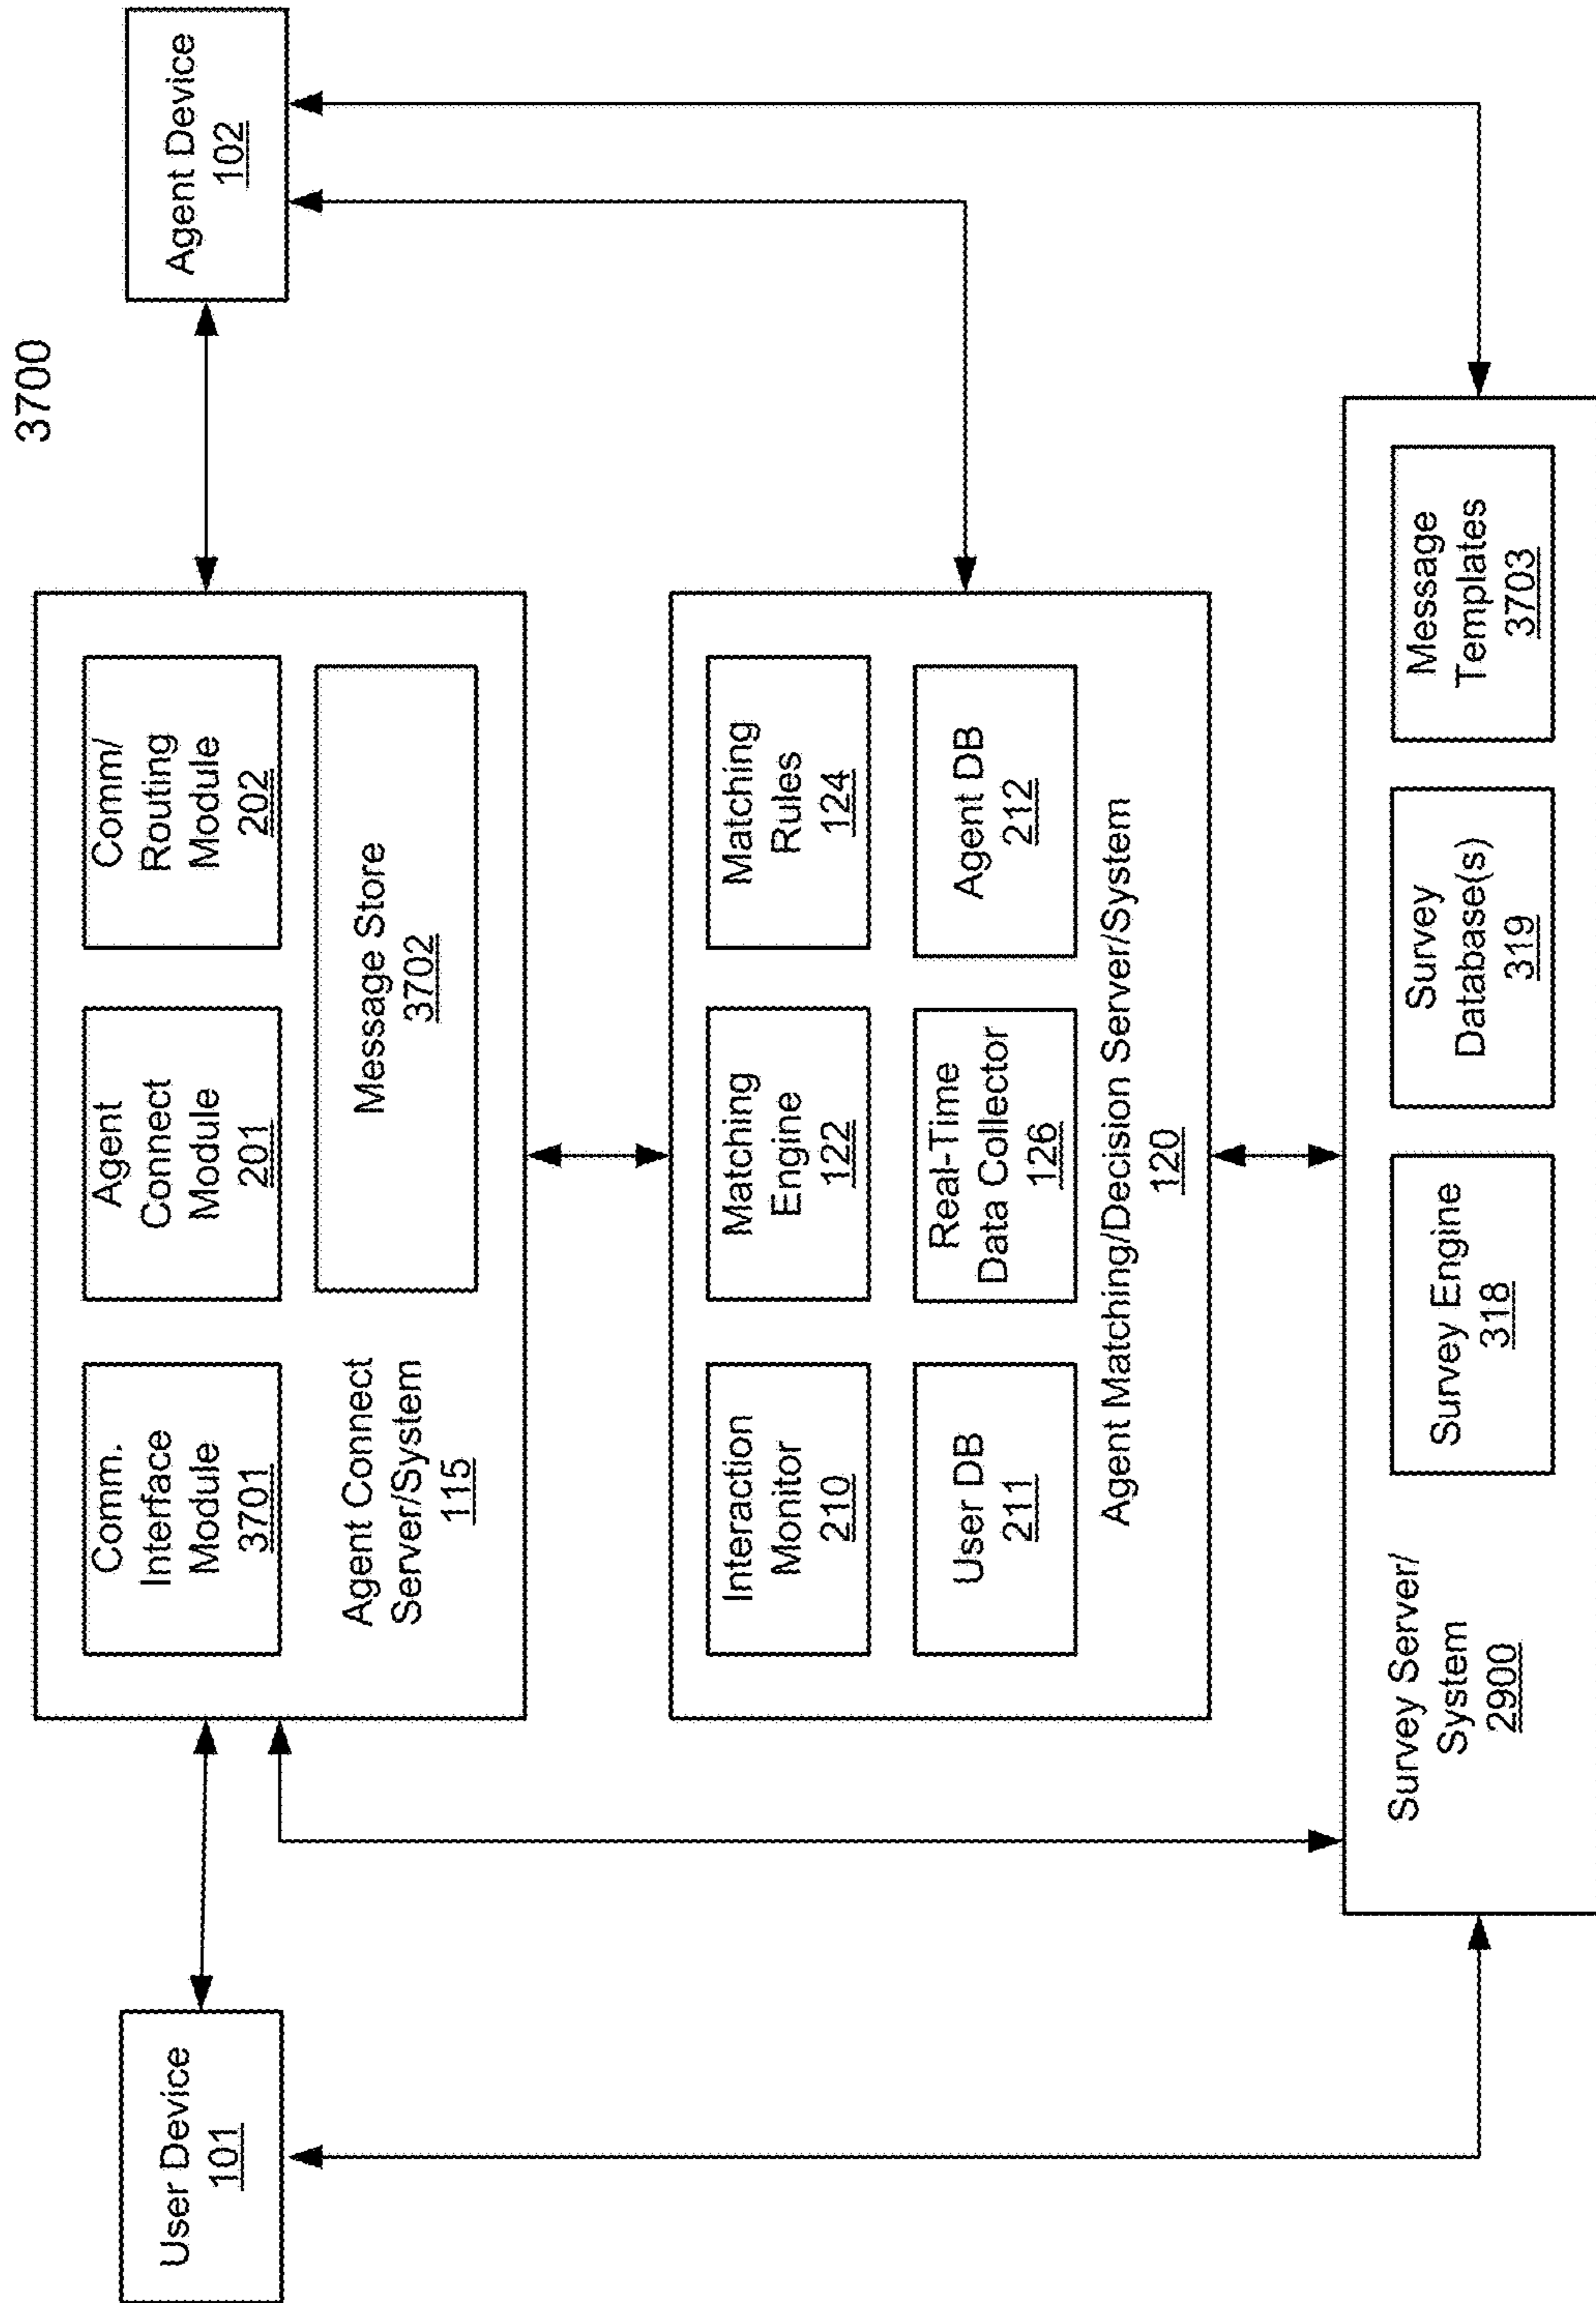 3700
User Device
101
Agent Device
102
Comm.
Interface
Module
3701
Agent
Connect
Module
201
Comm/
Routing
Module
202
Agent Connect
Server/System
115
Message Store
3702
Interaction
Monitor
210
Matching
Engine
122
Matching
Rules
124
User DB
211
Real-Time
Data Collector
126
Agent DB
212
Agent Matching/Decision Server/System
120
Survey Server/
System
2900
Survey Engine
318
Survey
Database(s)
319
Message
Templates
3703